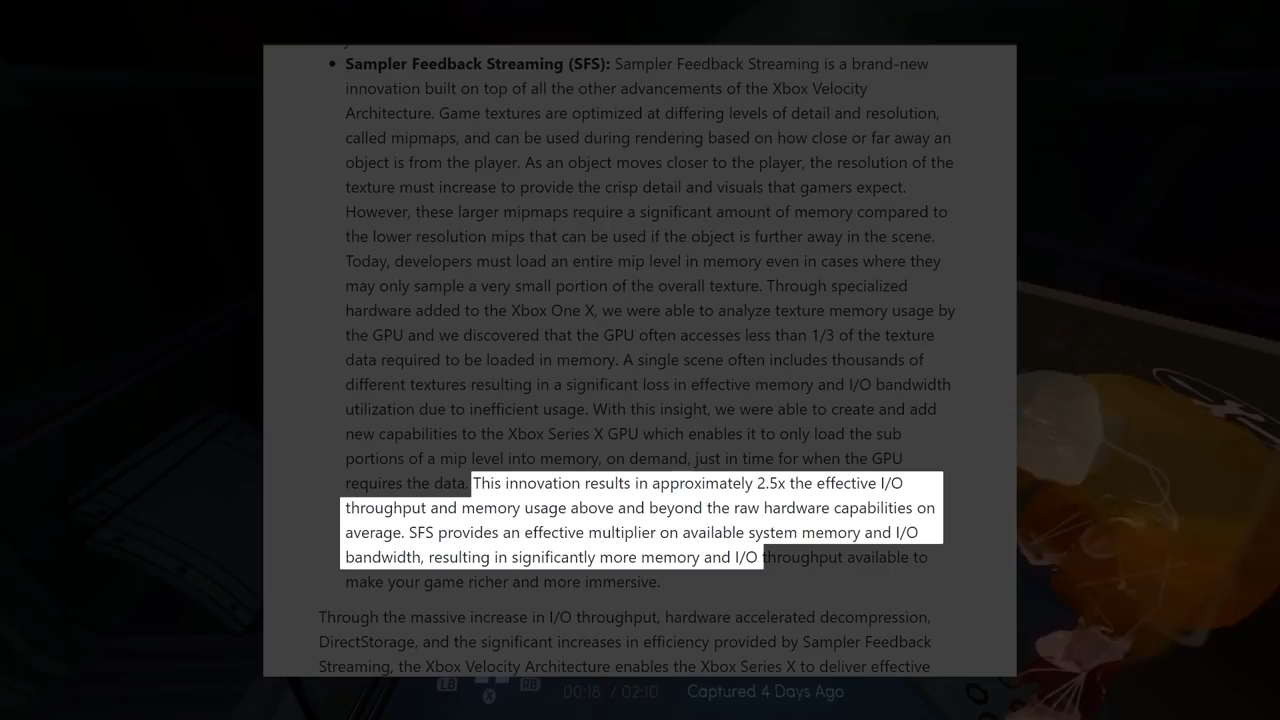 Sampler Feedback Streaming (SFS): Sampler Feedback Streaming is a brand-new
innovation built on top of all the other advancements of the Xbox Velocity
Architecture. Game textures are optimized at differing levels of detail and resolution,
called mipmaps, and can be used during rendering based on how close or far away an
object is from the player. As an object moves closer to the player, the resolution of the
texture must increase to provide the crisp detail and visuals that gamers expect.
However, these larger mipmaps require a significant amount of memory compared to
the lower resolution mips that can be used if the object is further away in the scene.
Today, developers must load an entire mip level in memory even in cases where they
may only sample a very small portion of the overall texture. Through specialized
hardware added to the Xbox One X, we were able to analyze texture memory usage by
the GPU and we discovered that the GPU often accesses less than 1/3 of the texture
data required to be loaded in memory. A single scene often includes thousands of
different textures resulting in a significant loss in effective memory and I/O bandwidth
utilization due to inefficient usage. With this insight, we were able to create and add
new capabilities to the Xbox Series X GPU which enables it to only load the sub
portions of a mip level into memory, on demand, just in time for when the GPU
requires the data. This innovation results in approximately 2.5x the effective I/O
throughput and memory usage above and beyond the raw hardware capabilities on
average. SFS provides an effective multiplier on available system memory and I/O
bandwidth, resulting in significantly more memory and I/O throughput available to
make your game richer and more immersive.
Through the massive increase in I/O throughput, hardware accelerated decompression,
DirectStorage, and the significant increases in efficiency provided by Sampler Feedback
Streaming, the Xbox Velocity Architecture enables the Xbox Series X to deliver effective
LB X RB 00:18 / 02:10 Captured 4 Days Ago